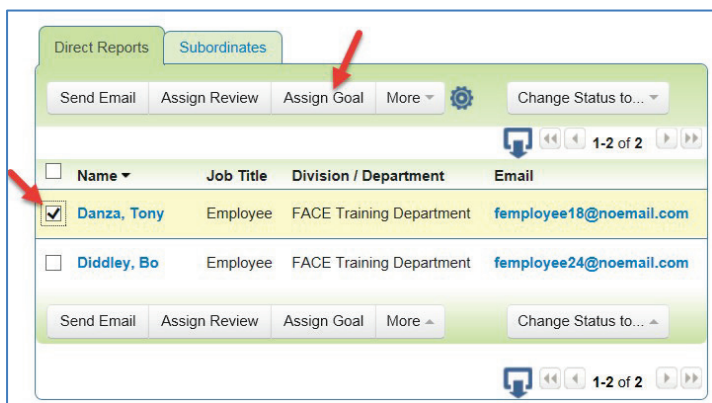 Direct Reports Subordinates
Send Email Assign Review Assign Goal More Change Status to...
1-2 of 2
Name Job Title Division / Department Email
Danza, Tony Employee FACE Training Department femployee18@noemail.com
Diddley, Bo Employee FACE Training Department femployee24@noemail.com
Send Email Assign Review Assign Goal More Change Status to...
1-2 of 2